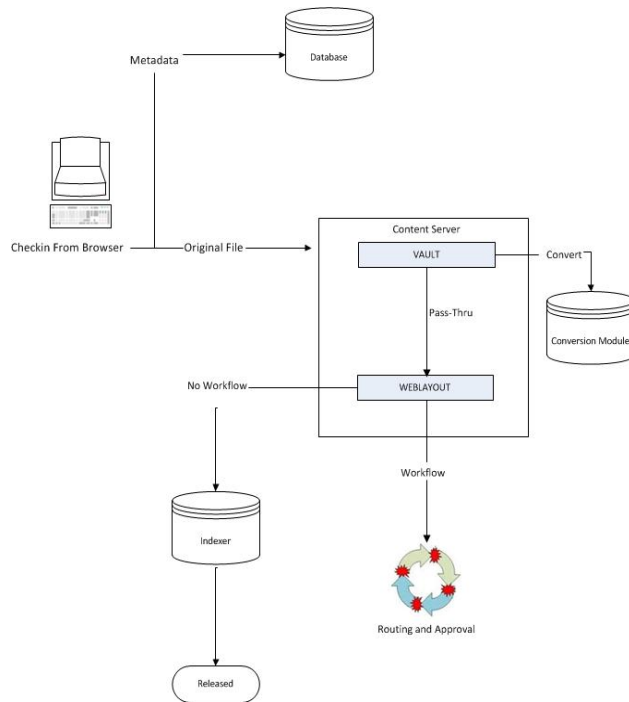 Metadata
Database
Checkin From Browser
Original File
Content Server
VAULT
Convert
Pass-Thru
Conversion Module
No Workflow
WEBLAYOUT
Workflow
Indexer
Routing and Approval
Released